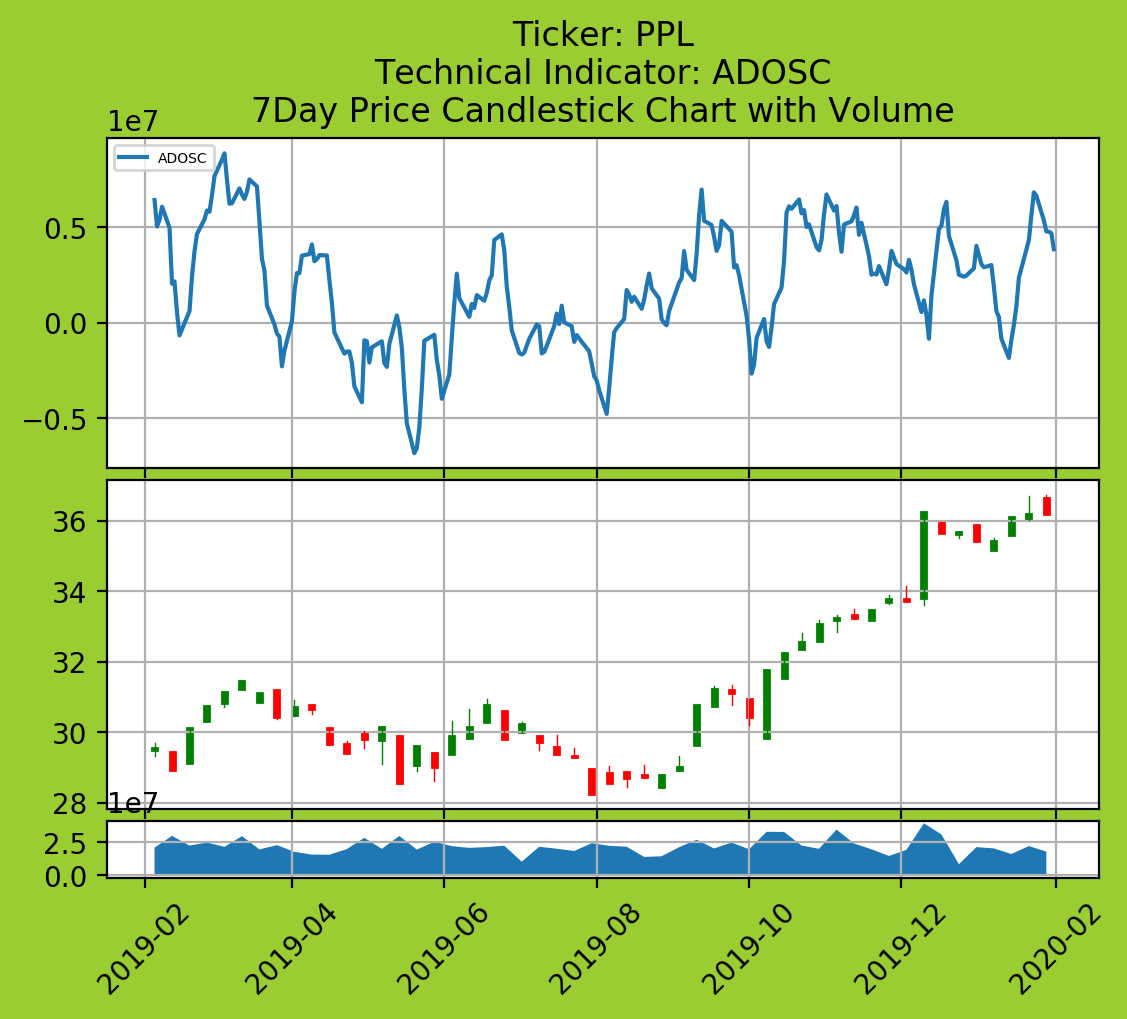 Ticker: PPL
Technical Indicator: ADOSC
7Day Price Candlestick Chart with Volume
1e7
ADOSC
0.5
0.0
−0.5
36
34
32
30
28
1e7
2.5
0.0
2019-02
2019-04
2019-06
2019-08
2019-10
2019-12
2020-02